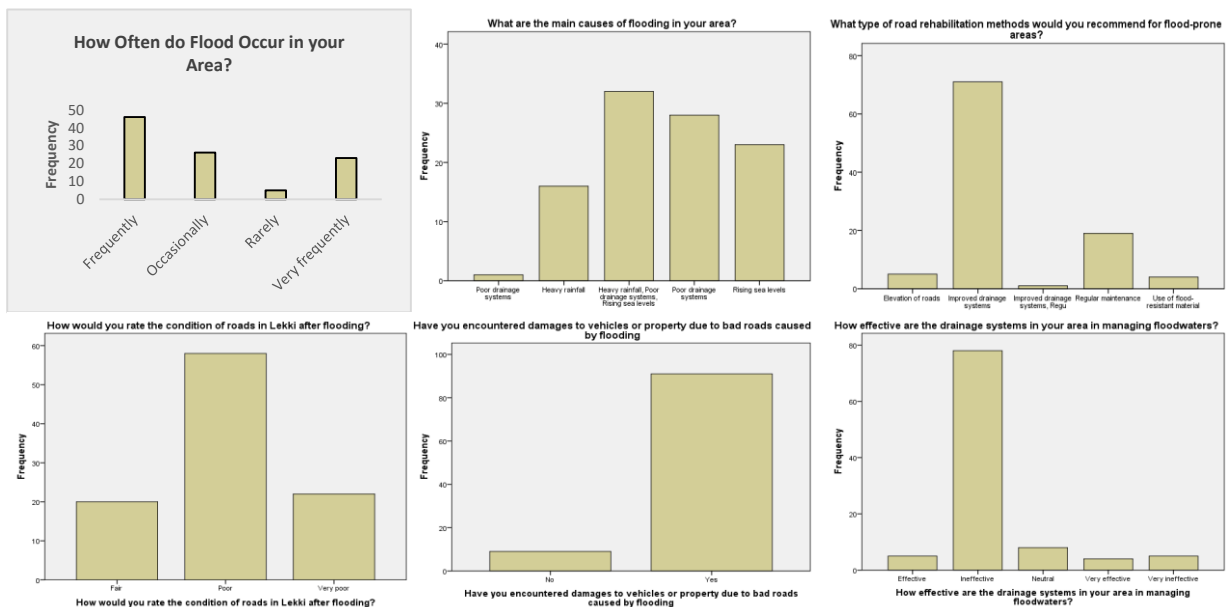 How Often do Flood Occur in your
Area?
Frequency
50
40
30
20
10
0
Frequently
Occasionally
Rarely
Very frequently
What are the main causes of flooding in your area?
Frequency
40
30
20
10
0
Poor drainage
systems
Heavy rainfall
Heavy rainfall, Poor
drainage systems,
Rising sea levels
Poor drainage
systems
Rising sea levels
What type of road rehabilitation methods would you recommend for flood-prone
areas?
Frequency
80
60
40
20
0
Elevation of roads
Improved drainage
systems
Improved drainage
systems, Regu
Regular maintenance
Use of flood-
resistant material
How would you rate the condition of roads in Lekki after flooding?
Frequency
60
50
40
30
20
10
0
Fair
Poor
Very poor
How would you rate the condition of roads in Lekki after flooding?
Have you encountered damages to vehicles or property due to bad roads caused
by flooding
Frequency
100
80
60
40
20
0
No
Yes
Have you encountered damages to vehicles or property due to bad roads
caused by flooding
How effective are the drainage systems in your area in managing floodwaters?
Frequency
80
60
40
20
0
Effective
Ineffective
Neutral
Very effective
Very ineffective
How effective are the drainage systems in your area in managing
floodwaters?